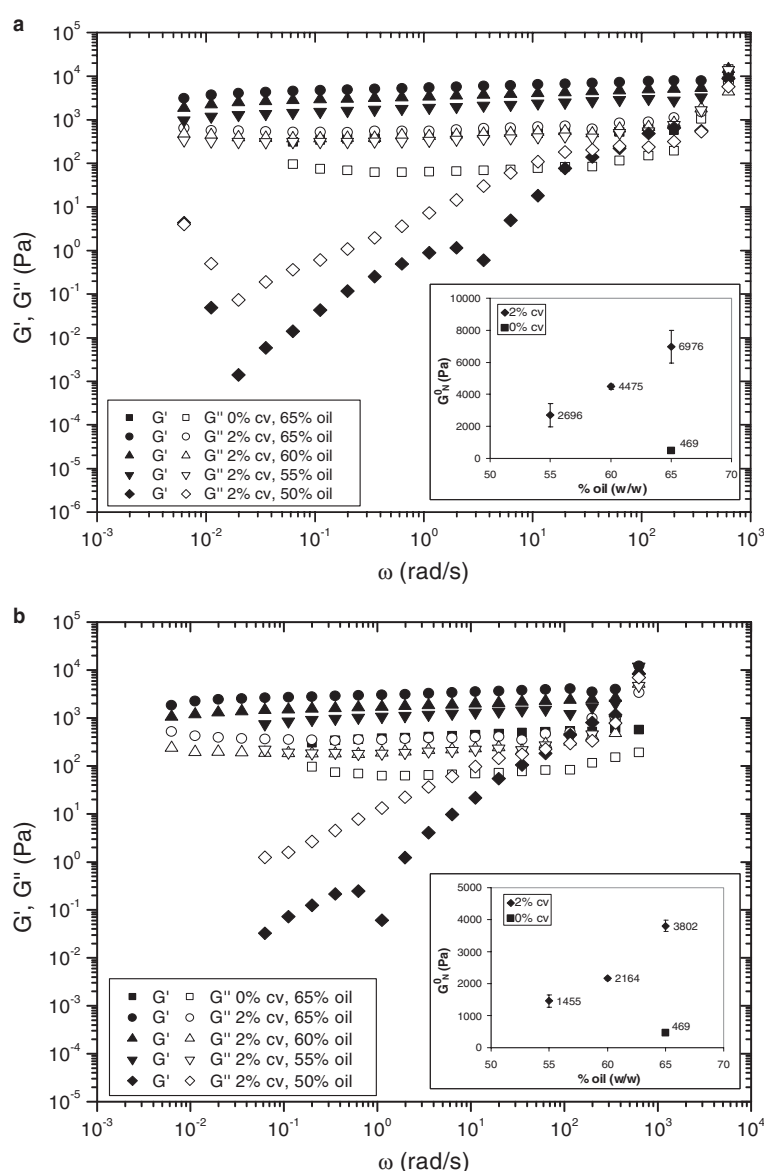 a
10^5
10^4
10^3
10^2
10^1
10^0
10^-1
10^-2
10^-3
10^-4
10^-5
10^-6
G', G'' (Pa)
G' G'' 0% cv, 65% oil
G' G'' 2% cv, 65% oil
G' G'' 2% cv, 60% oil
G' G'' 2% cv, 55% oil
G' G'' 2% cv, 50% oil
10000
8000
6000
4000
2000
0
G^0_N (Pa)
2% cv
0% cv
2696
4475
6976
469
50 55 60 65 70
% oil (w/w)
10^-3 10^-2 10^-1 10^0 10^1 10^2 10^3
ω (rad/s)
b
10^5
10^4
10^3
10^2
10^1
10^0
10^-1
10^-2
10^-3
10^-4
10^-5
G', G'' (Pa)
G' G'' 0% cv, 65% oil
G' G'' 2% cv, 65% oil
G' G'' 2% cv, 60% oil
G' G'' 2% cv, 55% oil
G' G'' 2% cv, 50% oil
5000
4000
3000
2000
1000
0
G^0_N (Pa)
2% cv
0% cv
1455
2164
3802
469
50 55 60 65 70
% oil (w/w)
10^-3 10^-2 10^-1 10^0 10^1 10^2 10^3 10^4
ω (rad/s)